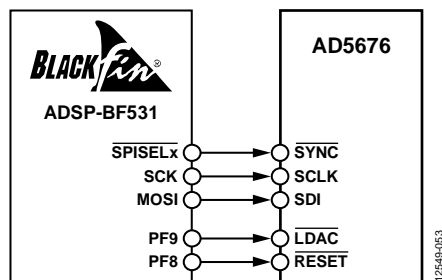 BLACKfin®
ADSP-BF531
SPISELx
SCK
MOSI
PF9
PF8
AD5676
SYNC
SCLK
SDI
LDAC
RESET
12549-053